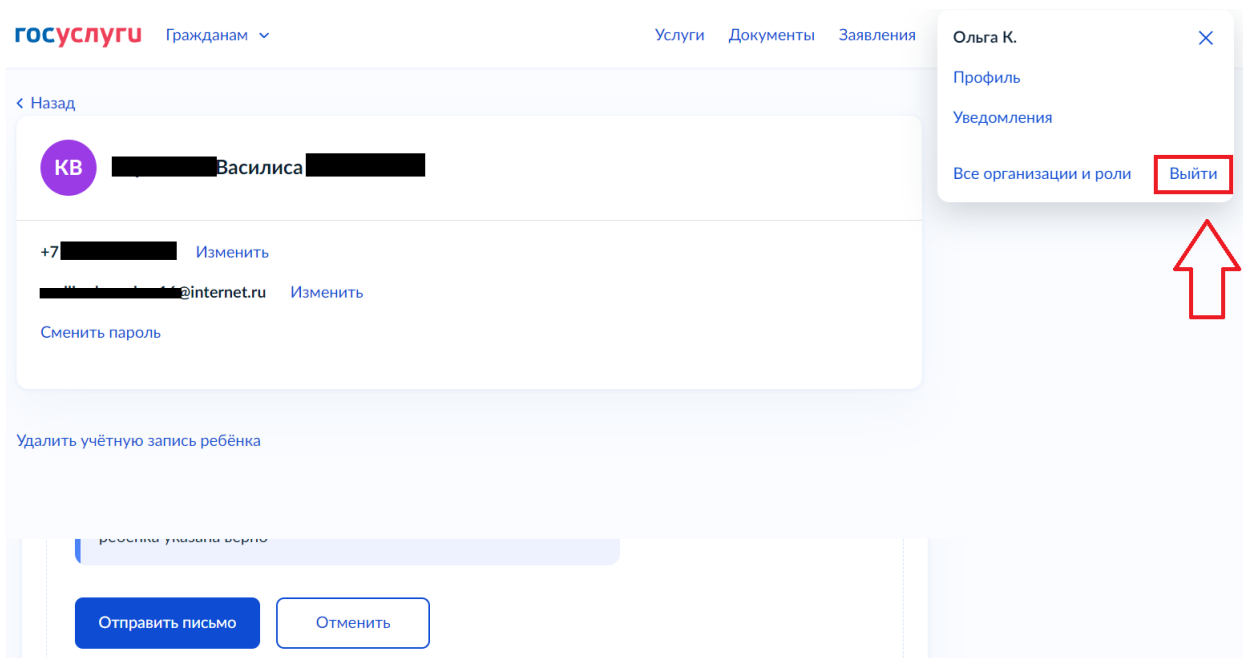 госуслуги Гражданам Услуги Документы Заявления
Ольга К.
Профиль
Уведомления
Все организации и роли Выйти
Назад
КВ Василиса
+7 Изменить
@internet.ru Изменить
Сменить пароль
Удалить учётную запись ребёнка
ребёнка указана верно
Отправить письмо Отменить